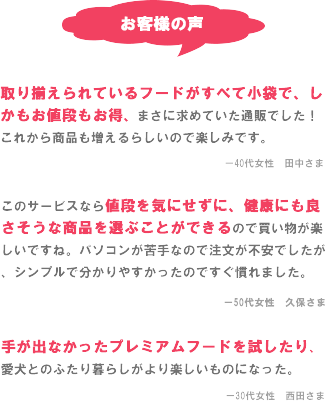 お客様の声
取り揃えられているフードがすべて小袋で、し
かもお値段もお得、まさに求めていた通販でした！
これから商品も増えるらしいので楽しみです。
－40代女性　田中さま
このサービスなら値段を気にせずに、健康にも良
さそうな商品を選ぶことができるので買い物が楽
しいですね。パソコンが苦手なので注文が不安でしたが
、シンプルで分かりやすかったのですぐ慣れました。
－50代女性　久保さま
手が出なかったプレミアムフードを試したり、
愛犬とのふたり暮らしがより楽しいものになった。
－30代女性　西田さま